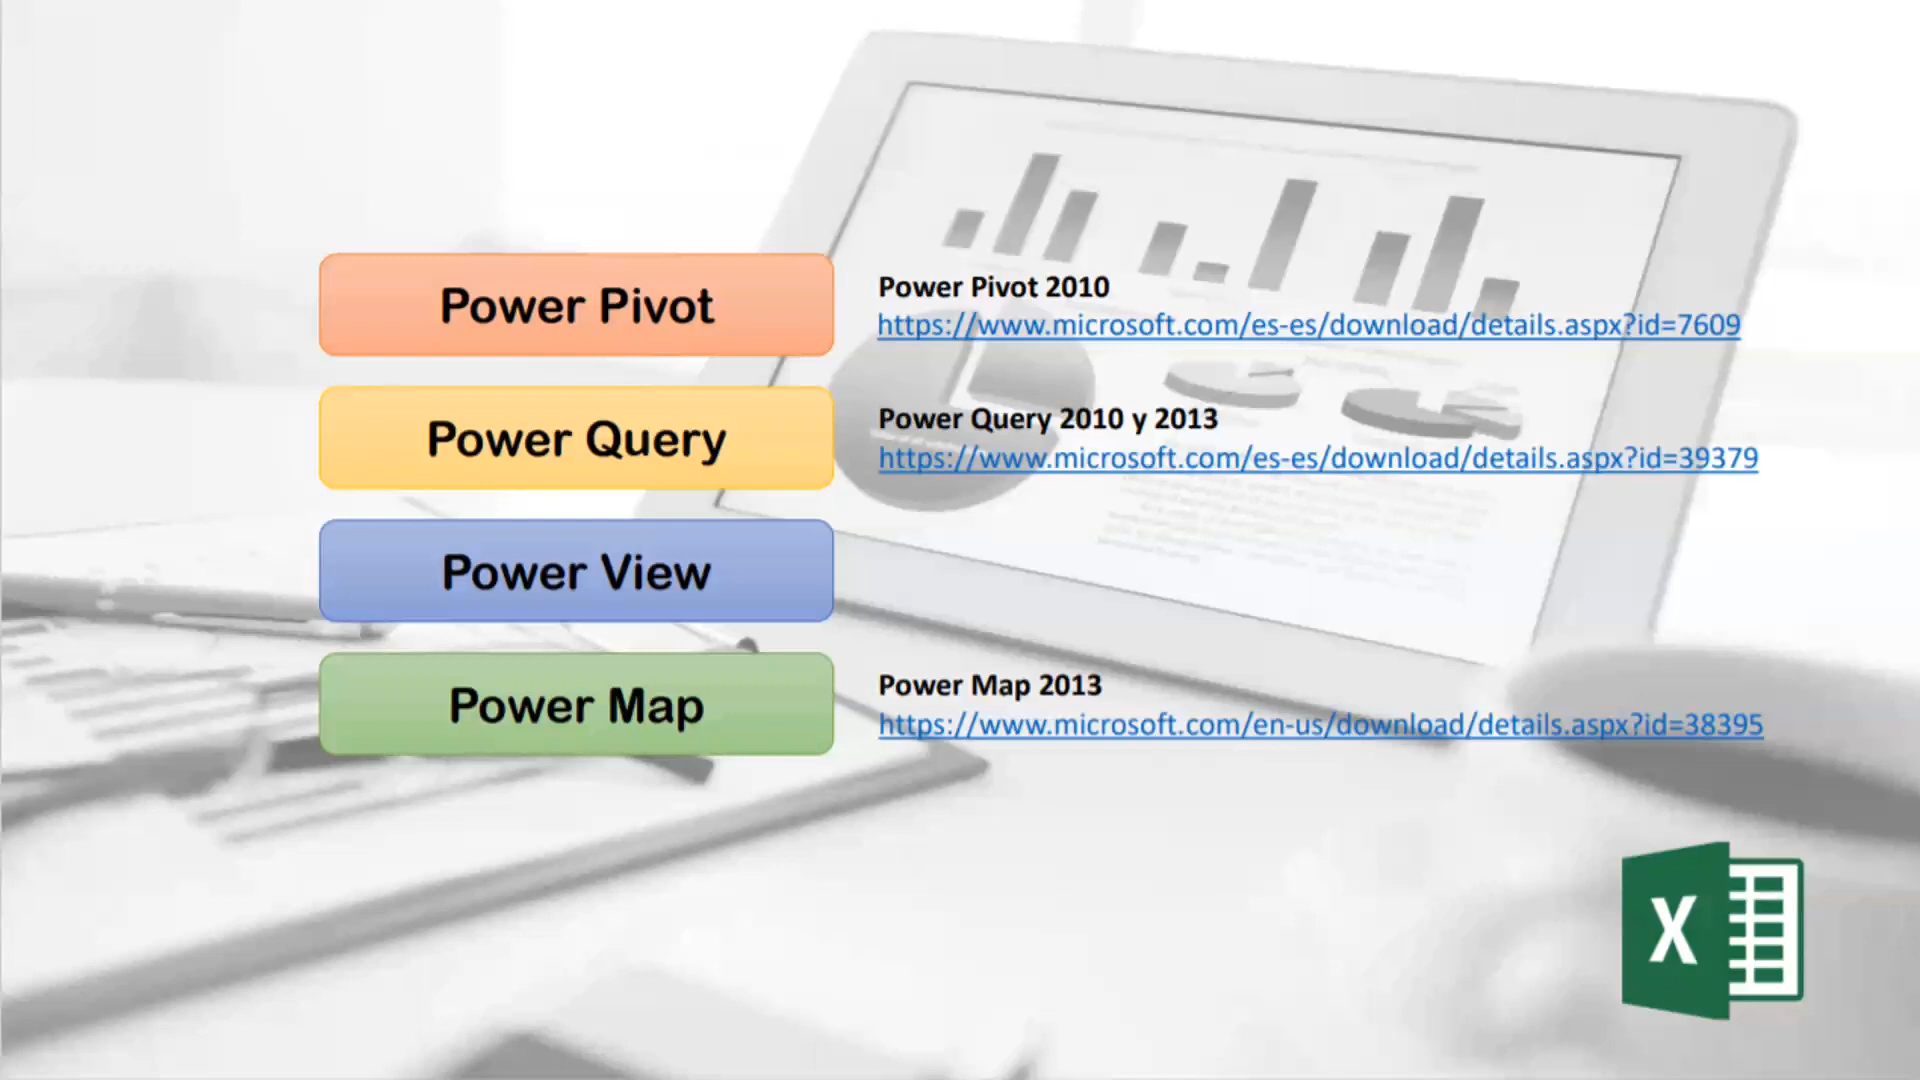 Power Pivot
Power Pivot 2010
https://www.microsoft.com/es-es/download/details.aspx?id=7609
Power Query
Power Query 2010 y 2013
https://www.microsoft.com/es-es/download/details.aspx?id=39379
Power View
Power Map
Power Map 2013
https://www.microsoft.com/en-us/download/details.aspx?id=38395
X